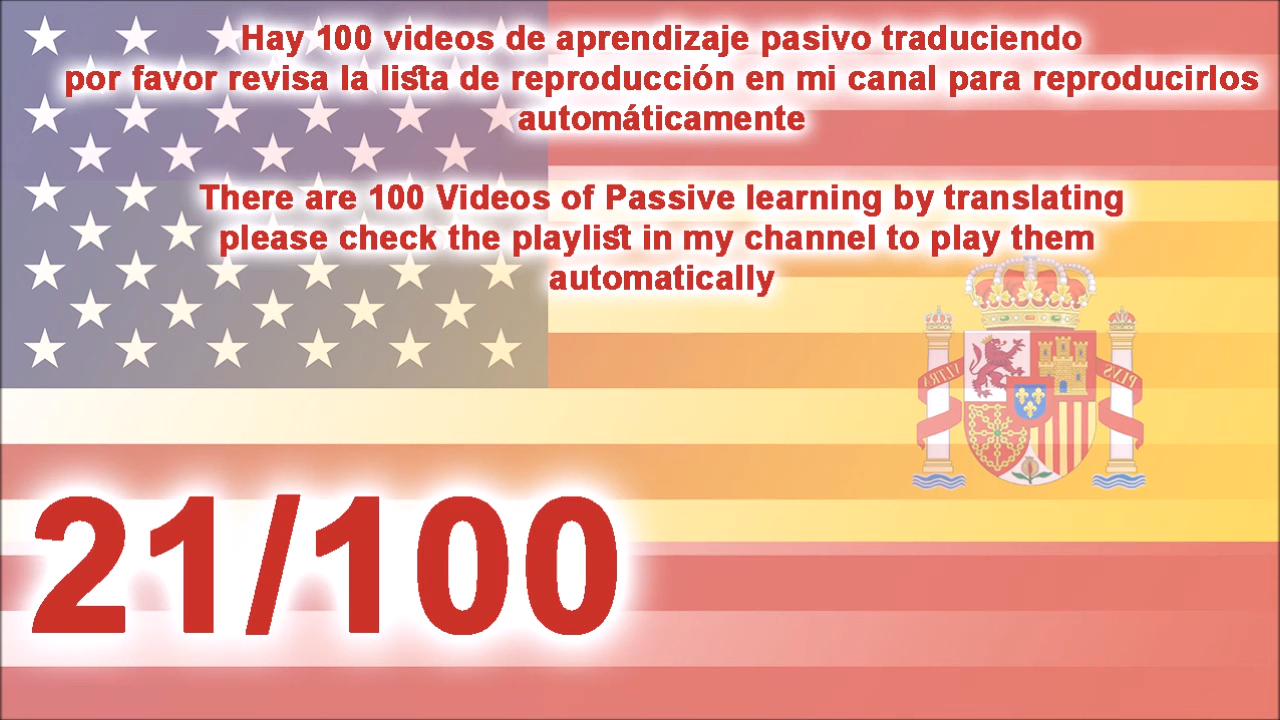 Hay 100 videos de aprendizaje pasivo traduciendo
por favor revisa la lista de reproducción en mi canal para reproducirlos
automáticamente
There are 100 Videos of Passive learning by translating
please check the playlist in my channel to play them
automatically
21/100